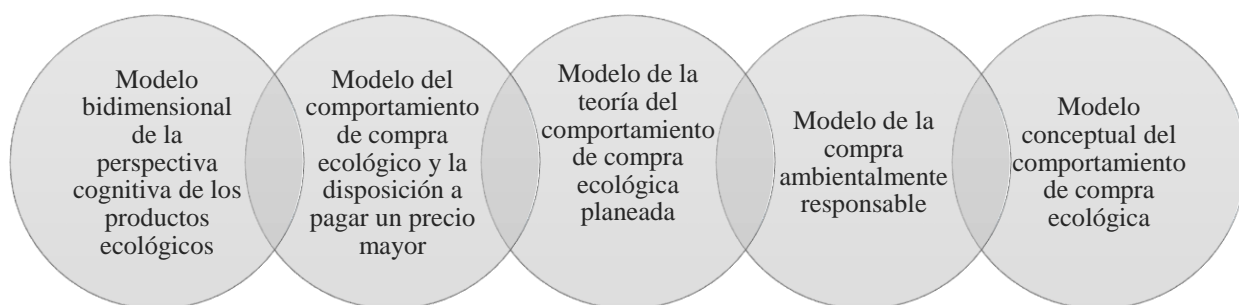 Modelo
bidimensional
de la
perspectiva
cognitiva de los
productos
ecológicos
Modelo del
comportamiento
de compra
ecológico y la
disposición a
pagar un precio
mayor
Modelo de la
teoría del
comportamiento
de compra
ecológica
planeada
Modelo de la
compra
ambientalmente
responsable
Modelo
conceptual del
comportamiento
de compra
ecológica